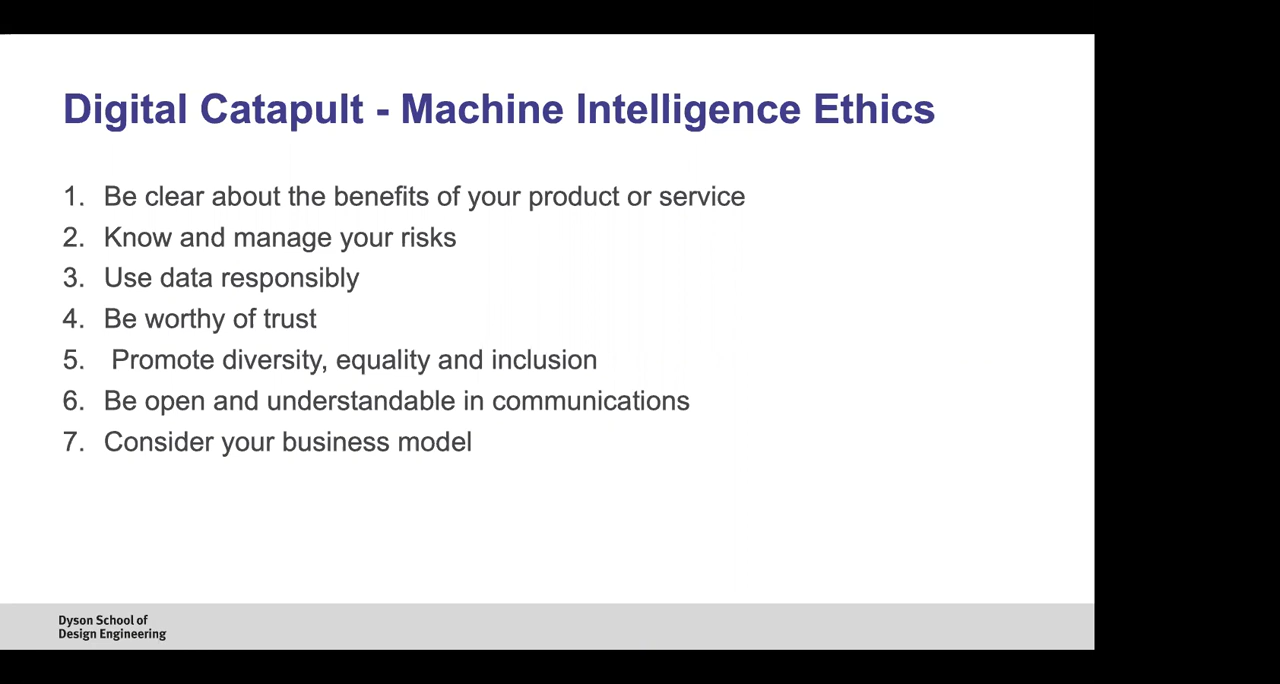 Digital Catapult - Machine Intelligence Ethics
1. Be clear about the benefits of your product or service
2. Know and manage your risks
3. Use data responsibly
4. Be worthy of trust
5. Promote diversity, equality and inclusion
6. Be open and understandable in communications
7. Consider your business model
Dyson School of
Design Engineering